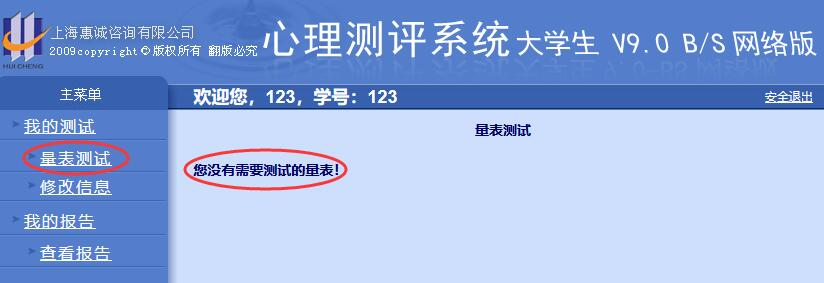 上海惠诚咨询有限公司
2009copyright ©版权所有 翻版必究
HUI CHENG
心理测评系统 大学生 V9.0 B/S 网络版
主菜单
欢迎您，123，学号：123
安全退出
我的测试
量表测试
修改信息
我的报告
查看报告
量表测试
您没有需要测试的量表！